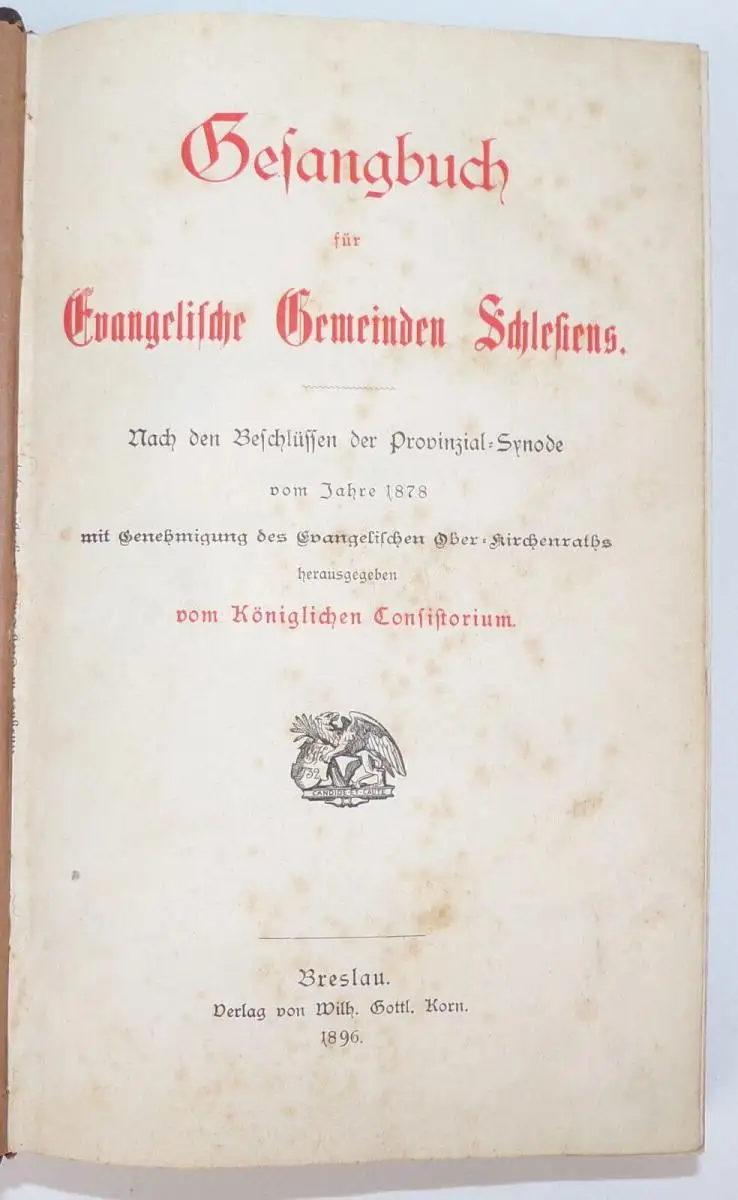 Gesangbuch
für
Evangelische Gemeinden Schlesiens.
Nach den Beschlüssen der Provinzial-Synode
vom Jahre 1878
mit Genehmigung des Evangelischen Ober-Kirchenraths
herausgegeben
vom Königlichen Consistorium.
1732
CANDIDE·ET·CAUTE
Breslau.
Verlag von Wilh. Gottl. Korn.
1896.